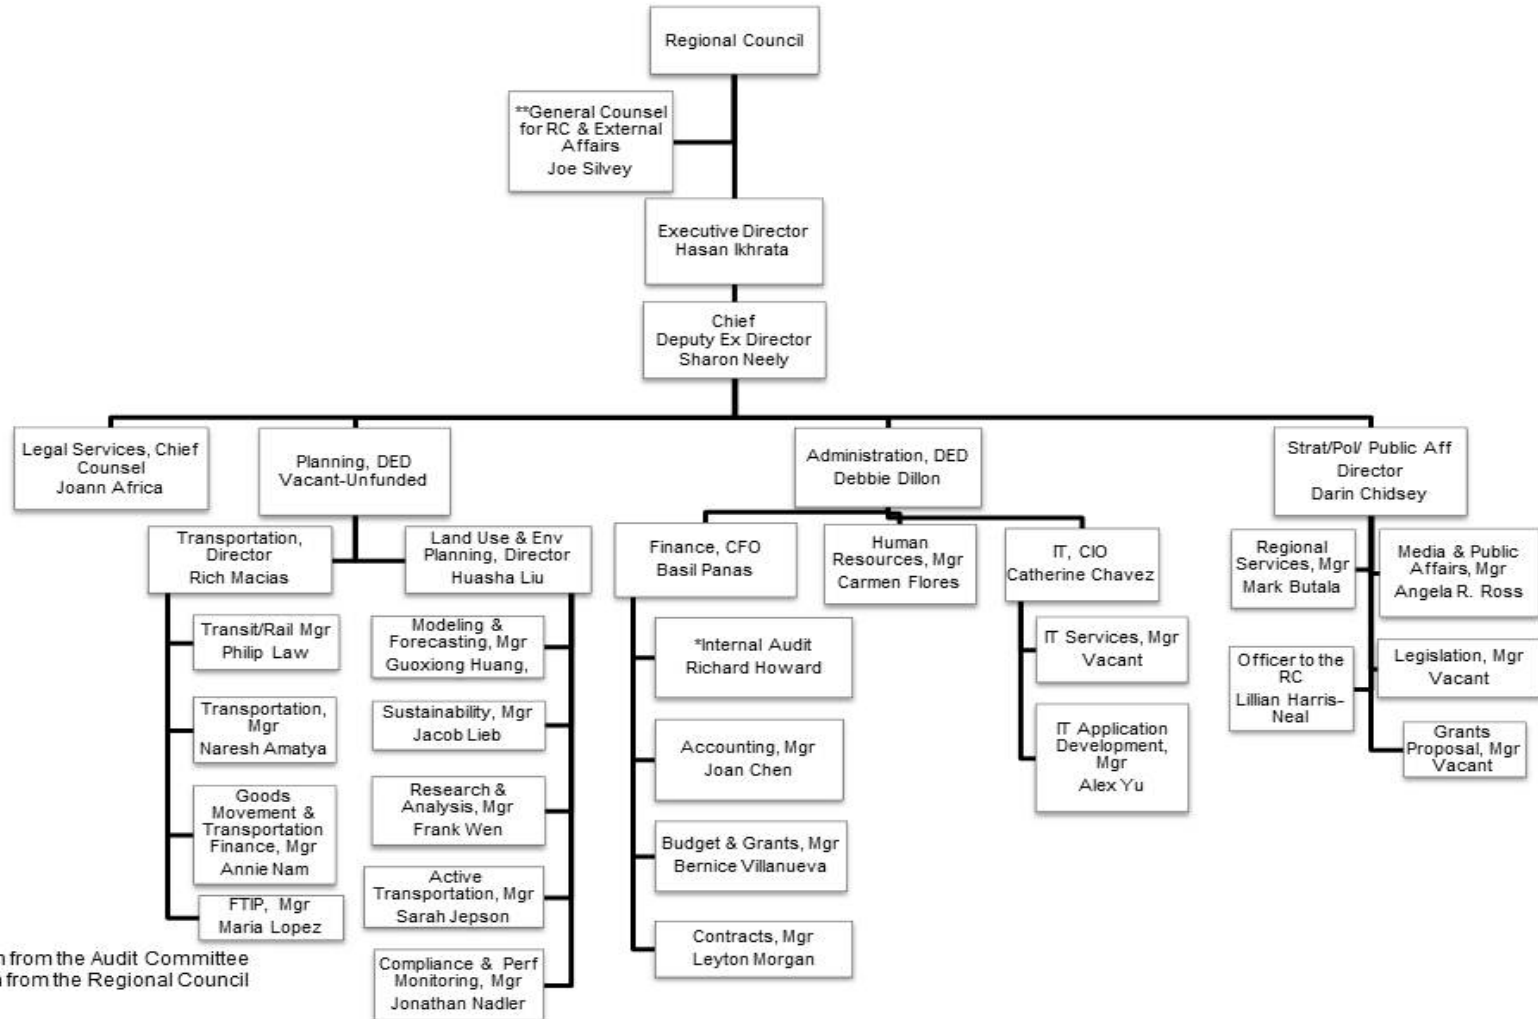 Regional Council
**General Counsel
for RC & External
Affairs
Joe Silvey
Executive Director
Hasan Ikhrata
Chief
Deputy Ex Director
Sharon Neely
Legal Services, Chief
Counsel
Joann Africa
Planning, DED
Vacant-Unfunded
Administration, DED
Debbie Dillon
Strat/Pol/ Public Aff
Director
Darin Chidsey
Transportation,
Director
Rich Macias
Land Use & Env
Planning, Director
Huasha Liu
Finance, CFO
Basil Panas
Human
Resources, Mgr
Carmen Flores
IT, CIO
Catherine Chavez
Regional
Services, Mgr
Mark Butala
Media & Public
Affairs, Mgr
Angela R. Ross
Transit/Rail Mgr
Philip Law
Transportation,
Mgr
Naresh Amatya
Goods
Movement &
Transportation
Finance, Mgr
Annie Nam
FTIP, Mgr
Maria Lopez
Modeling &
Forecasting, Mgr
Guoxiong Huang,
Sustainability, Mgr
Jacob Lieb
Research &
Analysis, Mgr
Frank Wen
Active
Transportation, Mgr
Sarah Jepson
Compliance & Perf
Monitoring, Mgr
Jonathan Nadler
*Internal Audit
Richard Howard
Accounting, Mgr
Joan Chen
Budget & Grants, Mgr
Bernice Villanueva
Contracts, Mgr
Leyton Morgan
IT Services, Mgr
Vacant
IT Application
Development,
Mgr
Alex Yu
Officer to the
RC
Lillian Harris-
Neal
Legislation, Mgr
Vacant
Grants
Proposal, Mgr
Vacant
from the Audit Committee
from the Regional Council